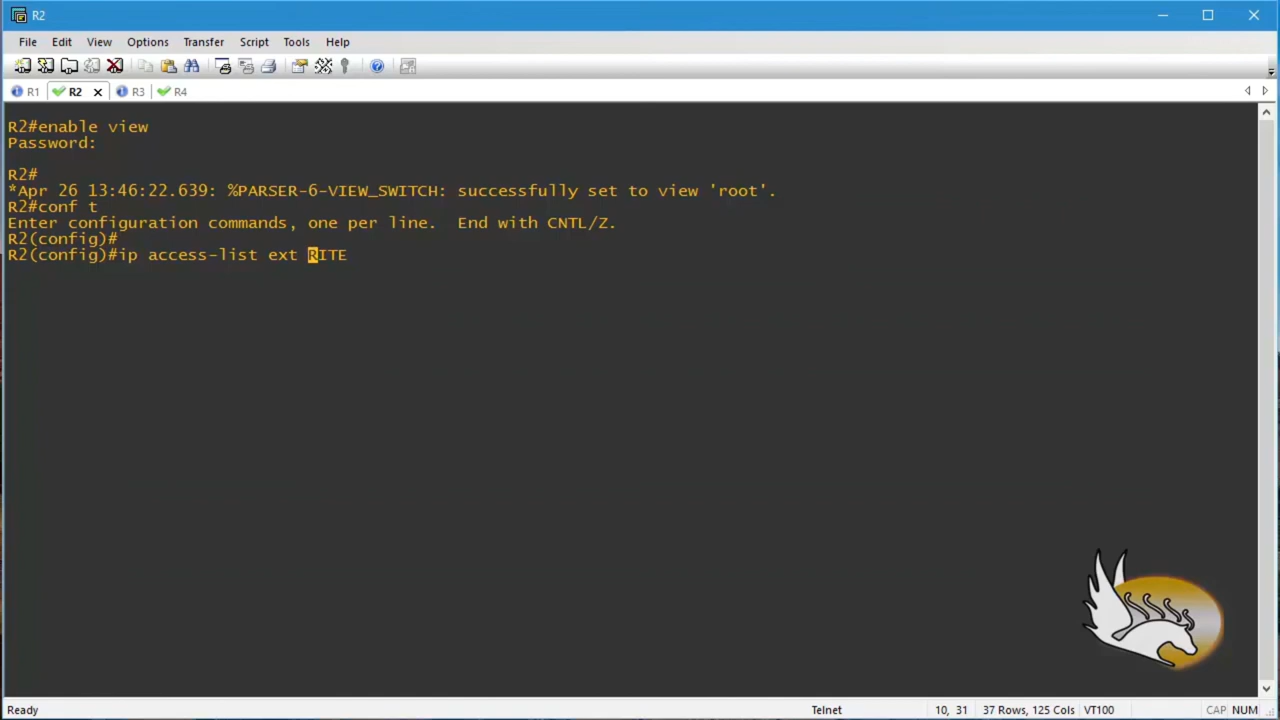 R2
File Edit View Options Transfer Script Tools Help
R1 R2 R3 R4
R2#enable view
Password:
R2#
*Apr 26 13:46:22.639: %PARSER-6-VIEW_SWITCH: successfully set to view 'root'.
R2#conf t
Enter configuration commands, one per line.  End with CNTL/Z.
R2(config)#
R2(config)#ip access-list ext RITE
Ready Telnet 10, 31 37 Rows, 125 Cols VT100 CAP NUM